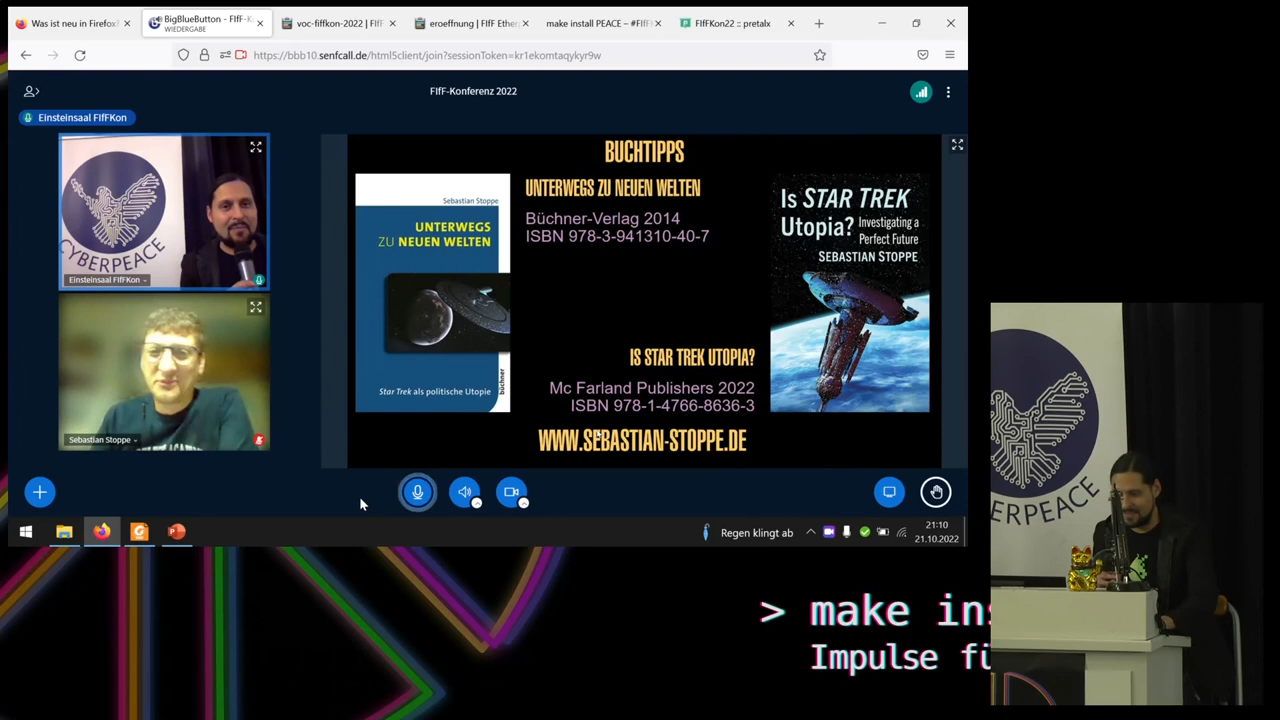 Was ist neu in Firefox?
BigBlueButton - FIfF-K
WIEDERGABE
voc-fiffkon-2022 | FIfF
eroeffnung | FIfF Ether
make install PEACE – #FIfFK
FIfFKon22 :: pretalx
https://bbb10.senfcall.de/html5client/join?sessionToken=kr1ekomtaqykyr9w
FIfF-Konferenz 2022
Einsteinsaal FIfFKon
CYBERPEACE
Einsteinsaal FIfFKon
Sebastian Stoppe
BUCHTIPPS
Sebastian Stoppe
UNTERWEGS
ZU NEUEN WELTEN
Star Trek als politische Utopie
büchner
UNTERWEGS ZU NEUEN WELTEN
Büchner-Verlag 2014
ISBN 978-3-941310-40-7
IS STAR TREK UTOPIA?
Mc Farland Publishers 2022
ISBN 978-1-4766-8636-3
WWW.SEBASTIAN-STOPPE.DE
Is STAR TREK
Utopia? Investigating a
Perfect Future
SEBASTIAN STOPPE
Regen klingt ab
21:10
21.10.2022
ERPEACE
> make ins
Impulse fü